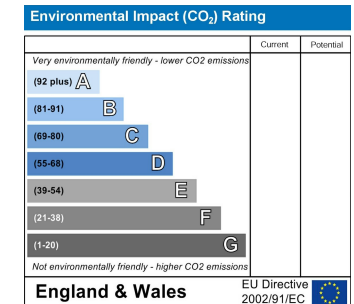 Environmental Impact (CO₂) Rating
Current Potential
Very environmentally friendly - lower CO2 emissions
(92 plus) A
(81-91) B
(69-80) C
(55-68) D
(39-54) E
(21-38) F
(1-20) G
Not environmentally friendly - higher CO2 emissions
England & Wales
EU Directive
2002/91/EC